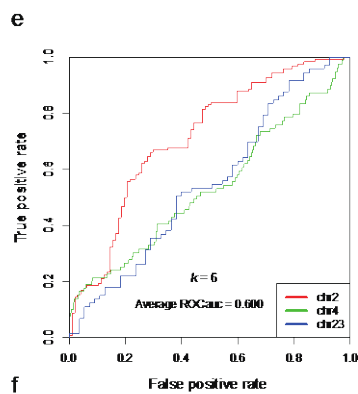 e
True positive rate
1.0
0.8
0.6
0.4
0.2
0.0
k = 6
Average ROCauc = 0.600
chr2
chr4
chr23
0.0 0.2 0.4 0.6 0.8 1.0
False positive rate
f